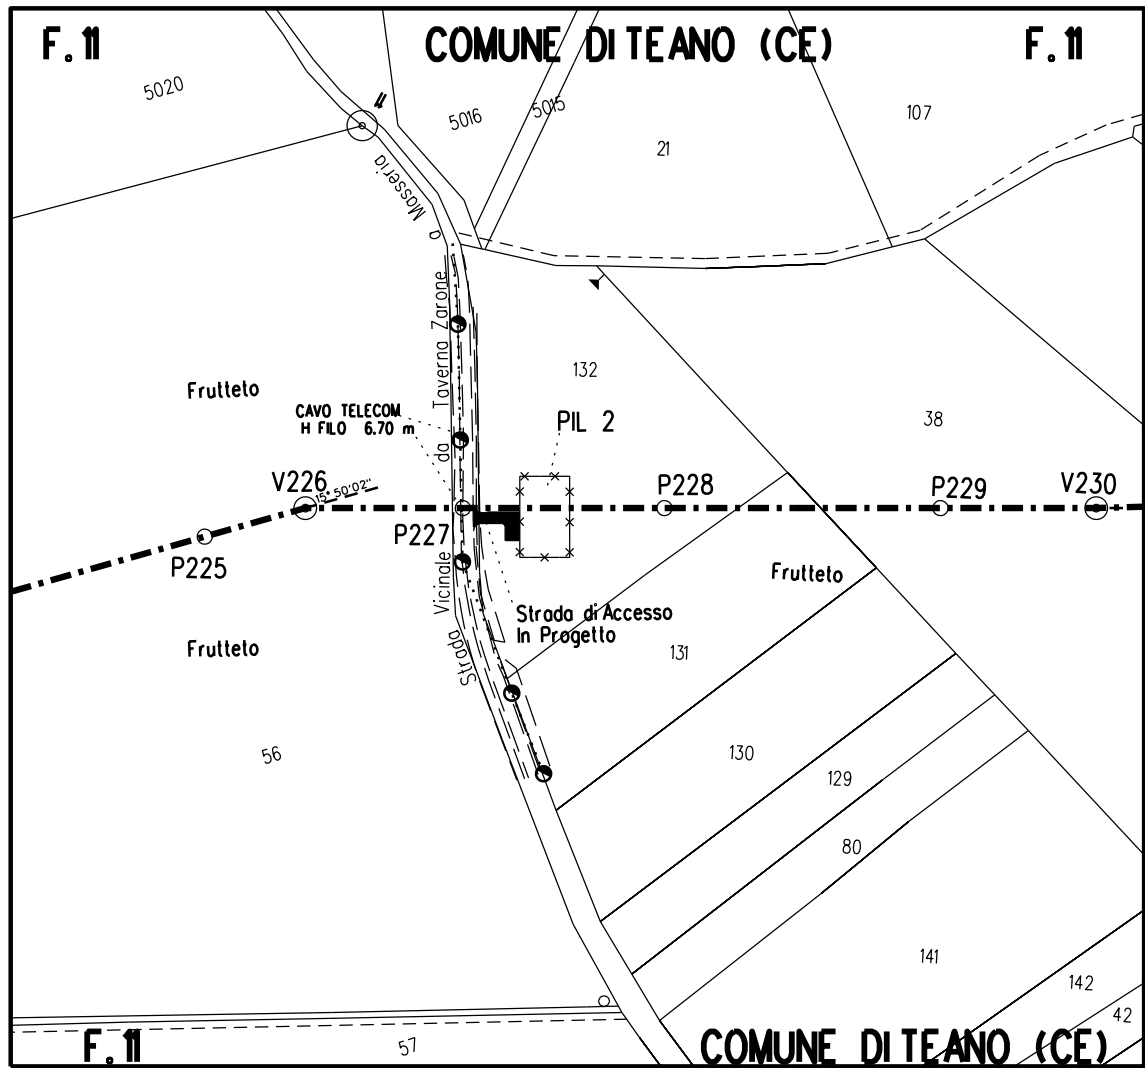 F. 11
COMUNE DI TEANO (CE)
F. 11
5020
5016
5015
21
107
4
Strada Vicinale da Taverna Zarone a Masseria
132
Frutteto
CAVO TELECOM
H FILO 6.70 m
PIL 2
38
V226
15° 50'02"
P227
P228
P229
V230
P225
Frutteto
Strada di Accesso
In Progetto
Frutteto
131
56
130
129
80
141
142
42
F. 11
57
COMUNE DI TEANO (CE)